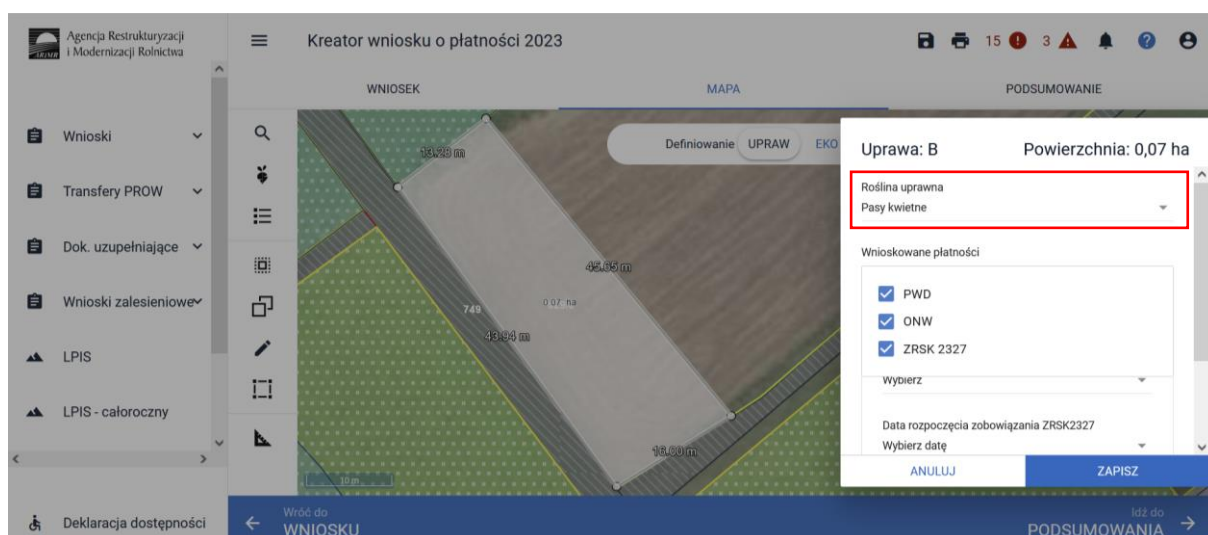 Agencja Restrukturyzacji
i Modernizacji Rolnictwa
ARiMR
Kreator wniosku o płatności 2023
15
3
WNIOSEK
MAPA
PODSUMOWANIE
Wnioski
Transfery PROW
Dok. uzupełniające
Wnioski zalesieniowe
LPIS
LPIS - całoroczny
Deklaracja dostępności
Definiowanie UPRAW EKO
13.28 m
45.65 m
0.07 ha
749
43.94 m
16.00 m
10 m
Uprawa: B
Powierzchnia: 0,07 ha
Roślina uprawna
Pasy kwietne
Wnioskowane płatności
PWD
ONW
ZRSK 2327
Wybierz
Data rozpoczęcia zobowiązania ZRSK2327
Wybierz datę
ANULUJ
ZAPISZ
Wróć do
WNIOSKU
Idź do
PODSUMOWANIA